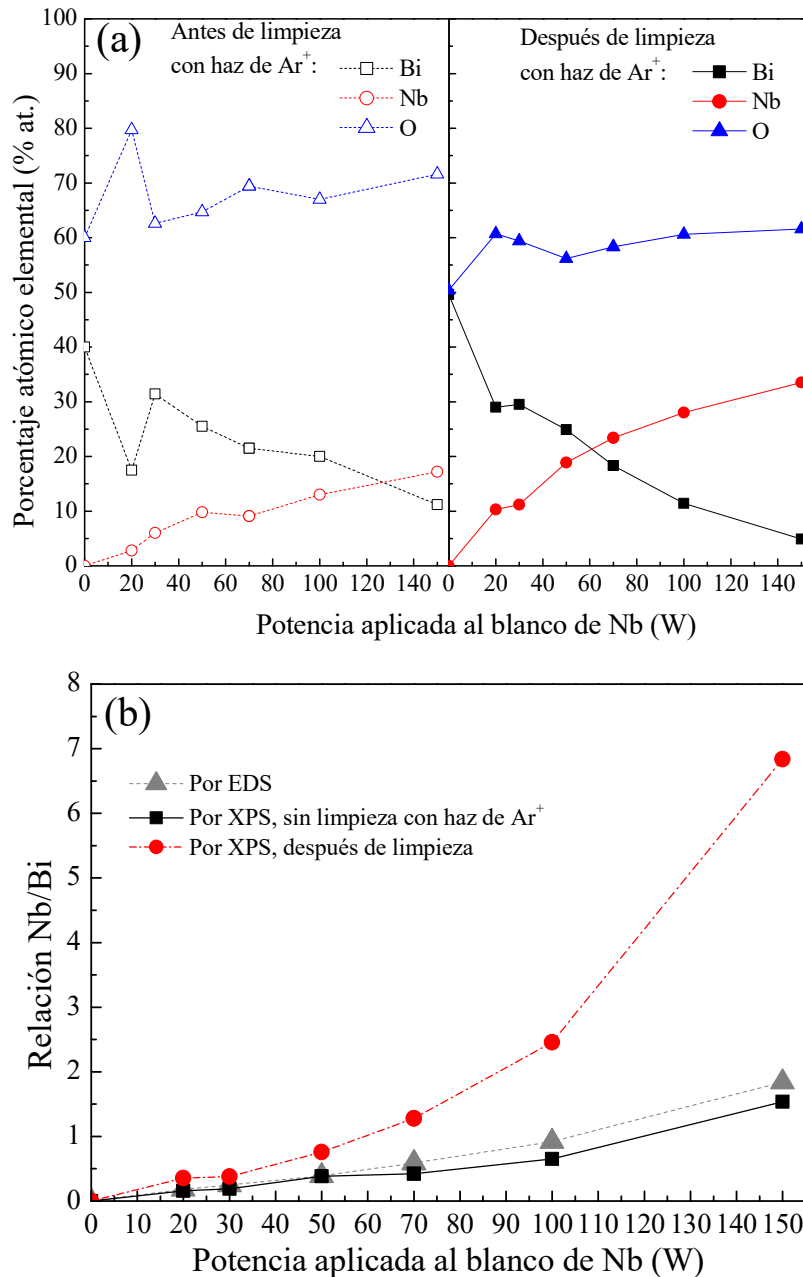 (a)
Antes de limpieza
con haz de Ar⁺:
Bi
Nb
O
Después de limpieza
con haz de Ar⁺:
Bi
Nb
O
Porcentaje atómico elemental (% at.)
100
90
80
70
60
50
40
30
20
10
0
0 20 40 60 80 100 120 140 0 20 40 60 80 100 120 140
Potencia aplicada al blanco de Nb (W)
(b)
Por EDS
Por XPS, sin limpieza con haz de Ar⁺
Por XPS, después de limpieza
Relación Nb/Bi
8
7
6
5
4
3
2
1
0
0 10 20 30 40 50 60 70 80 90 100 110 120 130 140 150
Potencia aplicada al blanco de Nb (W)